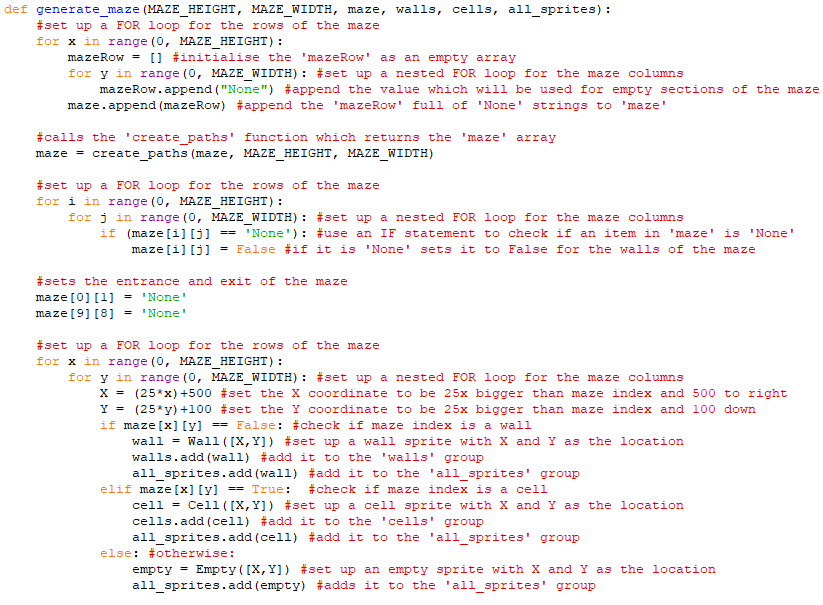 def generate_maze(MAZE_HEIGHT, MAZE_WIDTH, maze, walls, cells, all_sprites):
    #set up a FOR loop for the rows of the maze
    for x in range(0, MAZE_HEIGHT):
        mazeRow = [] #initialise the 'mazeRow' as an empty array
        for y in range(0, MAZE_WIDTH): #set up a nested FOR loop for the maze columns
            mazeRow.append("None") #append the value which will be used for empty sections of the maze
        maze.append(mazeRow) #append the 'mazeRow' full of 'None' strings to 'maze'

    #calls the 'create_paths' function which returns the 'maze' array
    maze = create_paths(maze, MAZE_HEIGHT, MAZE_WIDTH)

    #set up a FOR loop for the rows of the maze
    for i in range(0, MAZE_HEIGHT):
        for j in range(0, MAZE_WIDTH): #set up a nested FOR loop for the maze columns
            if (maze[i][j] == 'None'): #use an IF statement to check if an item in 'maze' is 'None'
                maze[i][j] = False #if it is 'None' sets it to False for the walls of the maze

    #sets the entrance and exit of the maze
    maze[0][1] = 'None'
    maze[9][8] = 'None'

    #set up a FOR loop for the rows of the maze
    for x in range(0, MAZE_HEIGHT):
        for y in range(0, MAZE_WIDTH): #set up a nested FOR loop for the maze columns
            X = (25*x)+500 #set the X coordinate to be 25x bigger than maze index and 500 to right
            Y = (25*y)+100 #set the Y coordinate to be 25x bigger than maze index and 100 down
            if maze[x][y] == False: #check if maze index is a wall
                wall = Wall([X,Y]) #set up a wall sprite with X and Y as the location
                walls.add(wall) #add it to the 'walls' group
                all_sprites.add(wall) #add it to the 'all_sprites' group
            elif maze[x][y] == True:  #check if maze index is a cell
                cell = Cell([X,Y]) #set up a cell sprite with X and Y as the location
                cells.add(cell) #add it to the 'cells' group
                all_sprites.add(cell) #add it to the 'all_sprites' group
            else: #otherwise:
                empty = Empty([X,Y]) #set up an empty sprite with X and Y as the location
                all_sprites.add(empty) #adds it to the 'all_sprites' group